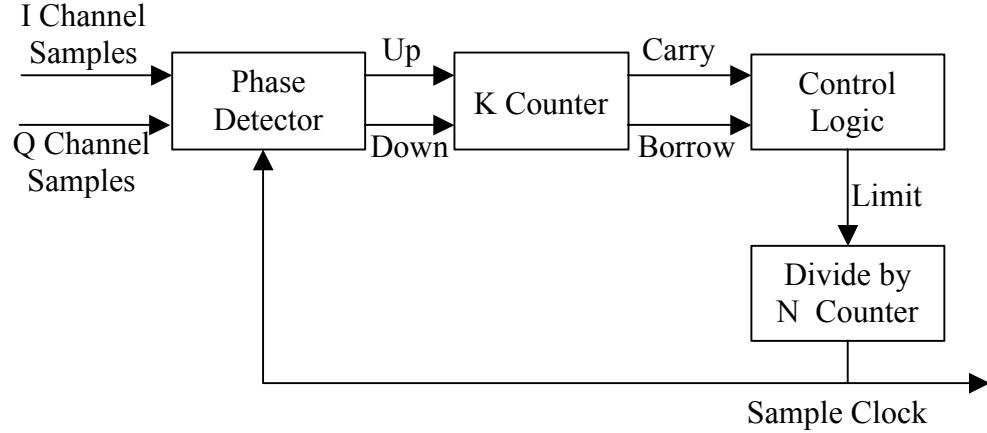 I Channel
Samples
Q Channel
Samples
Phase
Detector
Up
Down
K Counter
Carry
Borrow
Control
Logic
Limit
Divide by
N Counter
Sample Clock